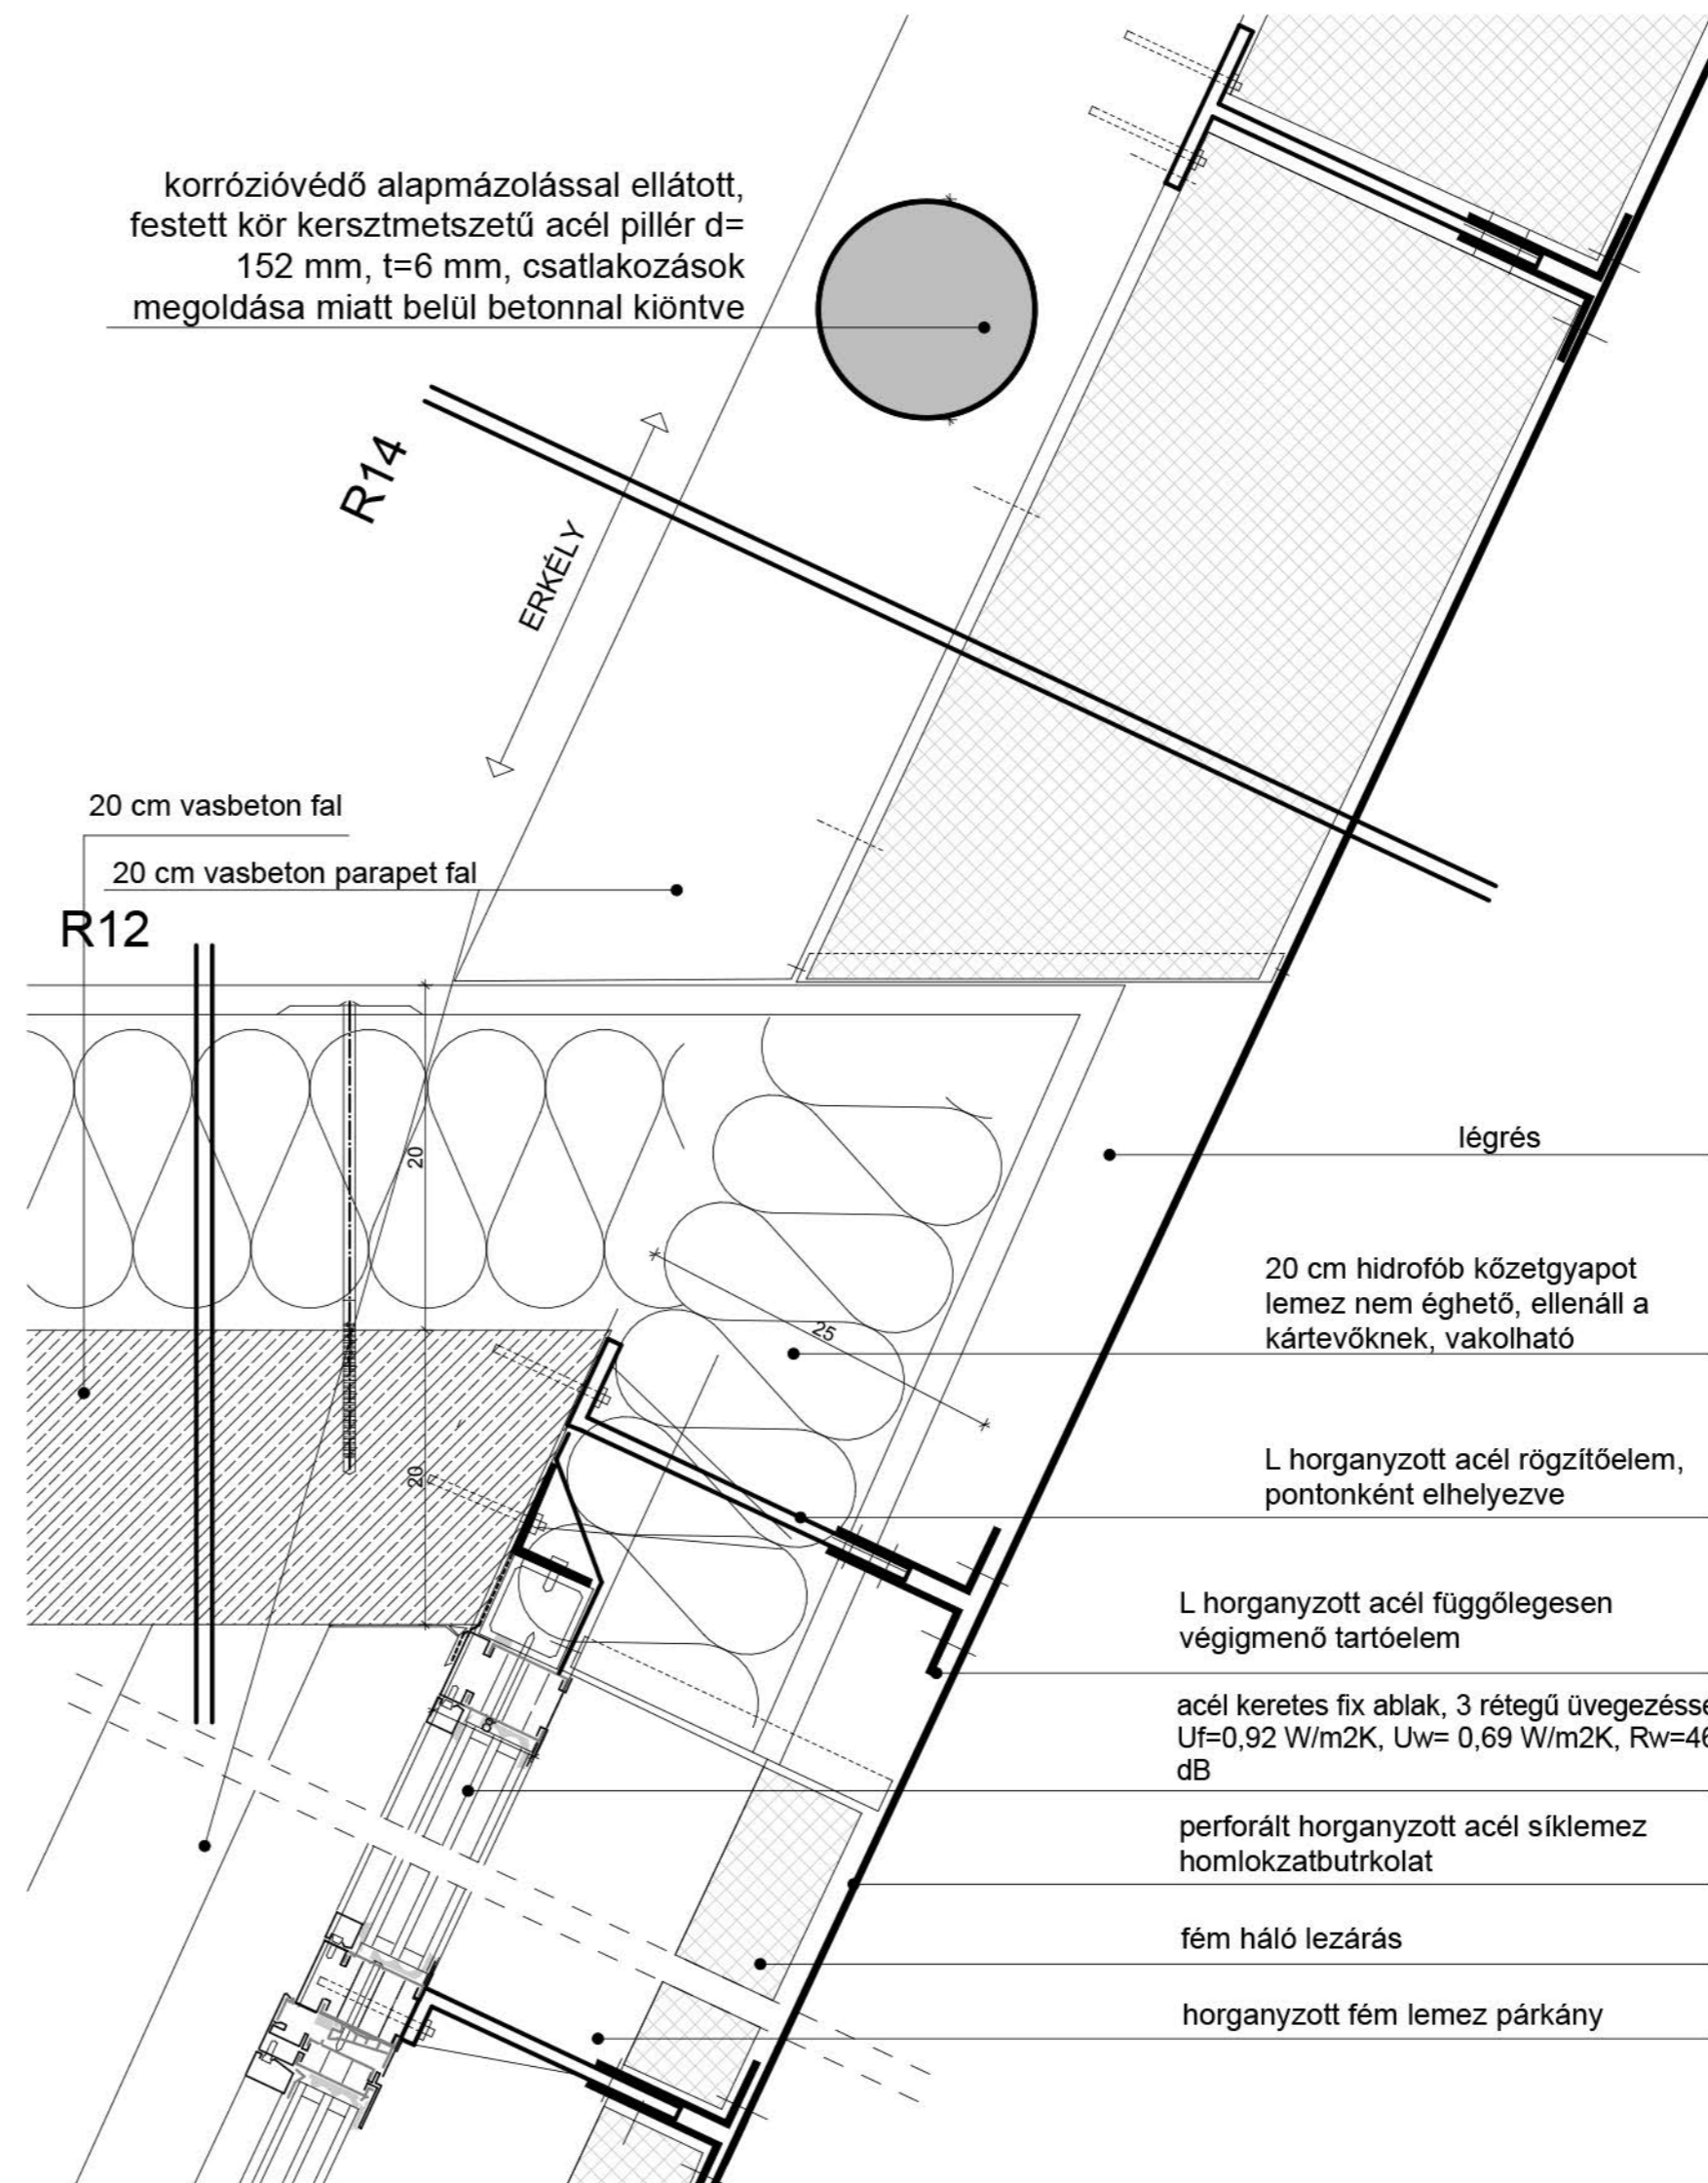 korrózióvédő alapmázolással ellátott,
festett kör kersztmetszetű acél pillér d=
152 mm, t=6 mm, csatlakozások
megoldása miatt belül betonnal kiöntve
R14
ERKÉLY
20 cm vasbeton fal
20 cm vasbeton parapet fal
R12
20
légrés
20 cm hidrofób kőzetgyapot
lemez nem éghető, ellenáll a
kártevőknek, vakolható
25
L horganyzott acél rögzítőelem,
pontonként elhelyezve
20
L horganyzott acél függőlegesen
végigmenő tartóelem
acél keretes fix ablak, 3 rétegű üvegezésse
Uf=0,92 W/m2K, Uw= 0,69 W/m2K, Rw=46
dB
8
perforált horganyzott acél síklemez
homlokzatbutrkolat
fém háló lezárás
horganyzott fém lemez párkány